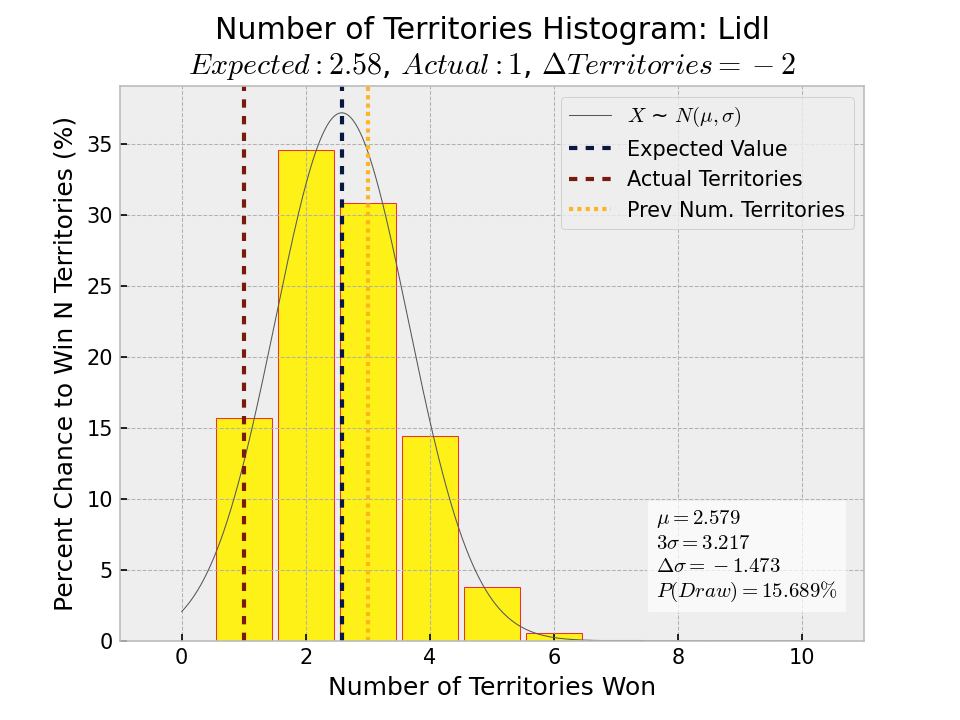 Number of Territories Histogram: Lidl
Expected : 2.58, Actual : 1, ΔTerritories = −2
Percent Chance to Win N Territories (%)
35
30
25
20
15
10
5
0
X ~ N(μ, σ)
Expected Value
Actual Territories
Prev Num. Territories
μ = 2.579
3σ = 3.217
Δσ = −1.473
P(Draw) = 15.689%
0 2 4 6 8 10
Number of Territories Won